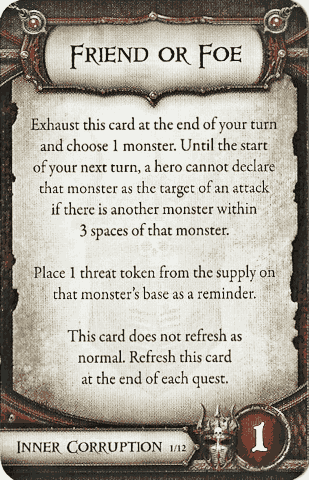 Friend or Foe
Exhaust this card at the end of your turn
and choose 1 monster. Until the start
of your next turn, a hero cannot declare
that monster as the target of an attack
if there is another monster within
3 spaces of that monster.
Place 1 threat token from the supply on
that monster's base as a reminder.
This card does not refresh as
normal. Refresh this card
at the end of each quest.
Inner Corruption 1/12
1